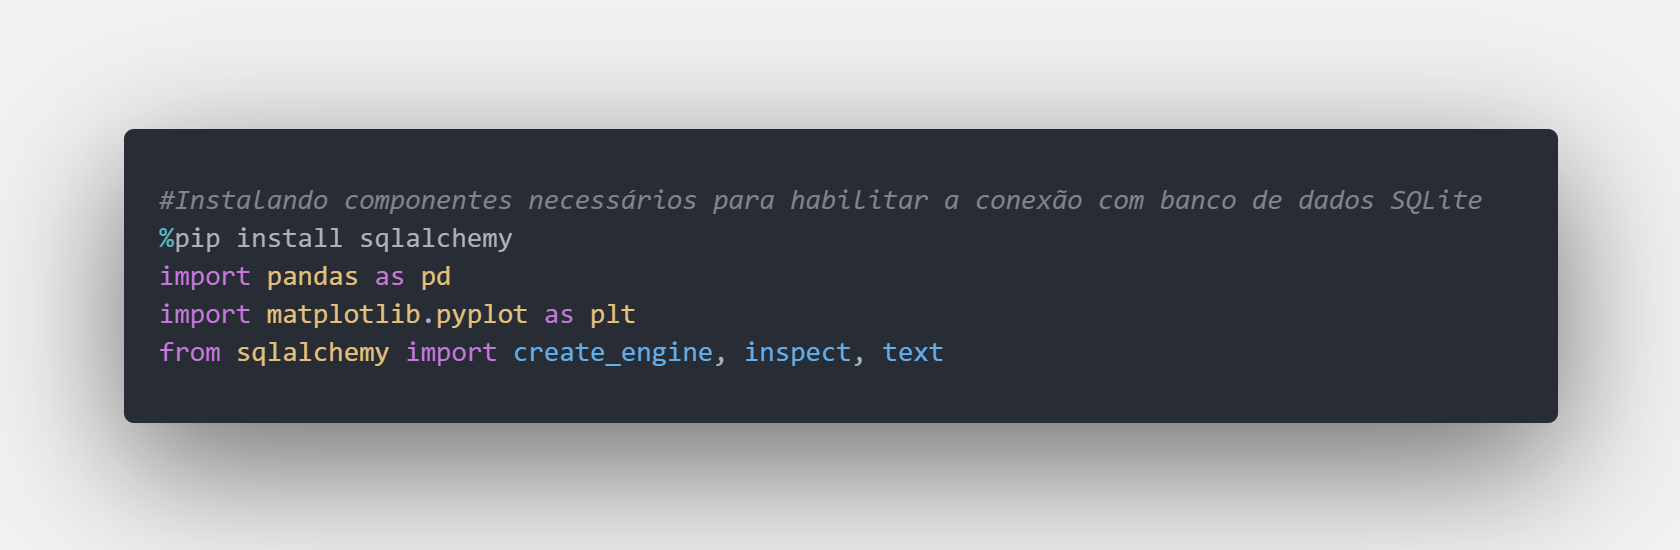 #Instalando componentes necessários para habilitar a conexão com banco de dados SQLite
%pip install sqlalchemy
import pandas as pd
import matplotlib.pyplot as plt
from sqlalchemy import create_engine, inspect, text